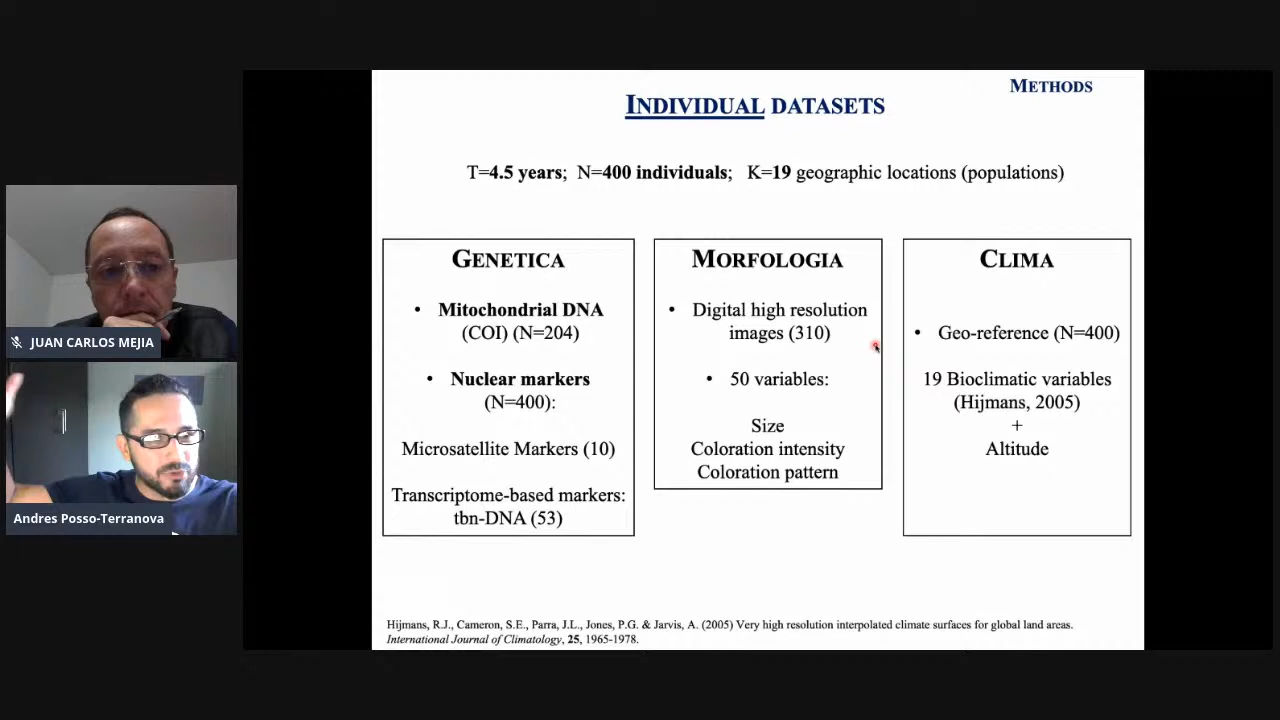 METHODS
INDIVIDUAL DATASETS
T=4.5 years; N=400 individuals; K=19 geographic locations (populations)
GENETICA
• Mitochondrial DNA
(COI) (N=204)
• Nuclear markers
(N=400):
Microsatellite Markers (10)
Transcriptome-based markers:
tbn-DNA (53)
MORFOLOGIA
• Digital high resolution
images (310)
• 50 variables:
Size
Coloration intensity
Coloration pattern
CLIMA
• Geo-reference (N=400)
19 Bioclimatic variables
(Hijmans, 2005)
+
Altitude
Hijmans, R.J., Cameron, S.E., Parra, J.L., Jones, P.G. & Jarvis, A. (2005) Very high resolution interpolated climate surfaces for global land areas.
International Journal of Climatology, 25, 1965-1978.
JUAN CARLOS MEJIA
Andres Posso-Terranova